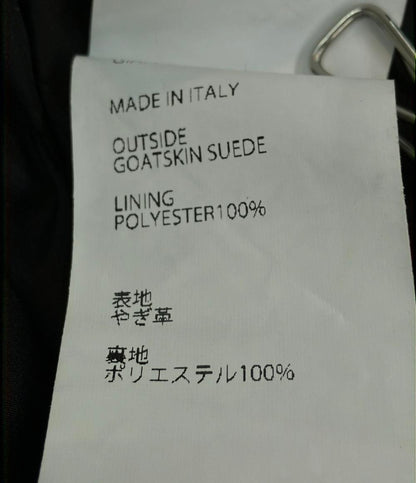 MADE IN ITALY
OUTSIDE
GOATSKIN SUEDE
LINING
POLYESTER100%
表地
やぎ革
裏地
ポリエステル100%